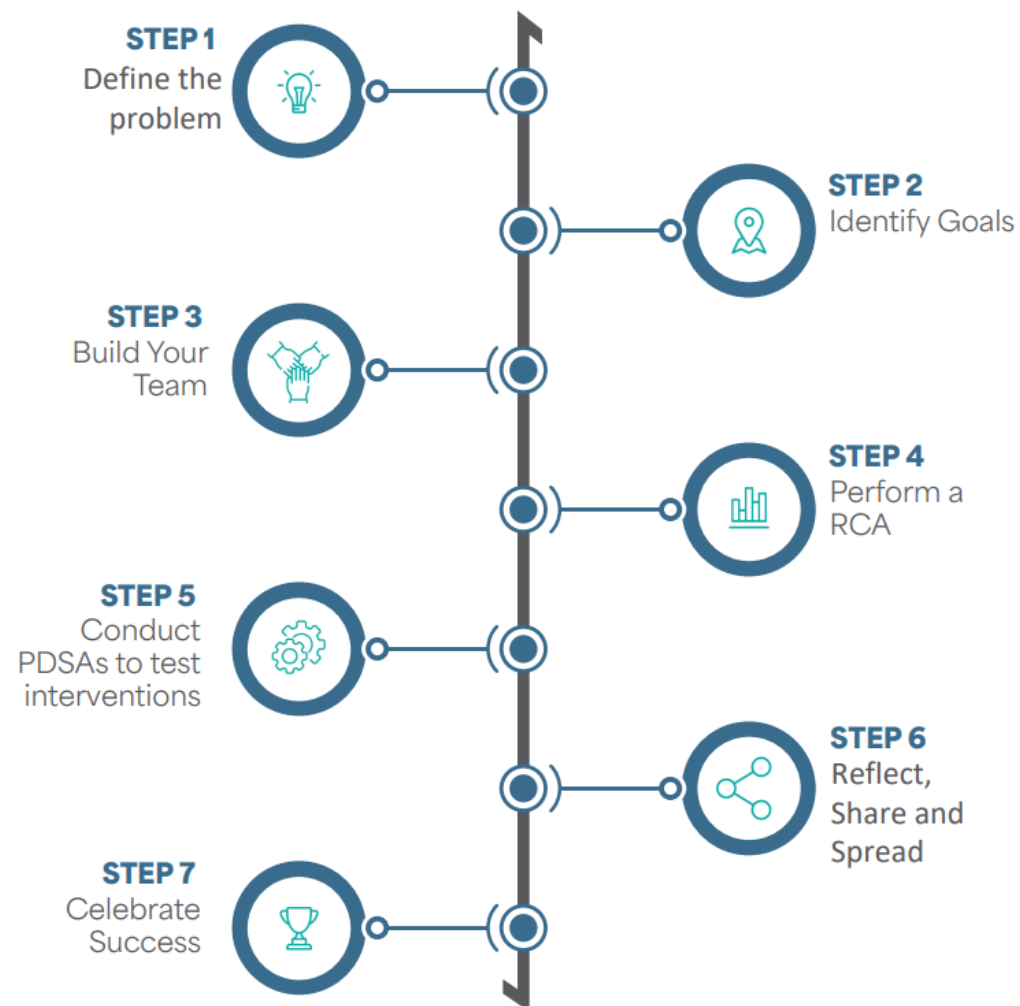 STEP 1
Define the
problem
STEP 2
Identify Goals
STEP 3
Build Your
Team
STEP 4
Perform a
RCA
STEP 5
Conduct
PDSAs to test
interventions
STEP 6
Reflect,
Share and
Spread
STEP 7
Celebrate
Success